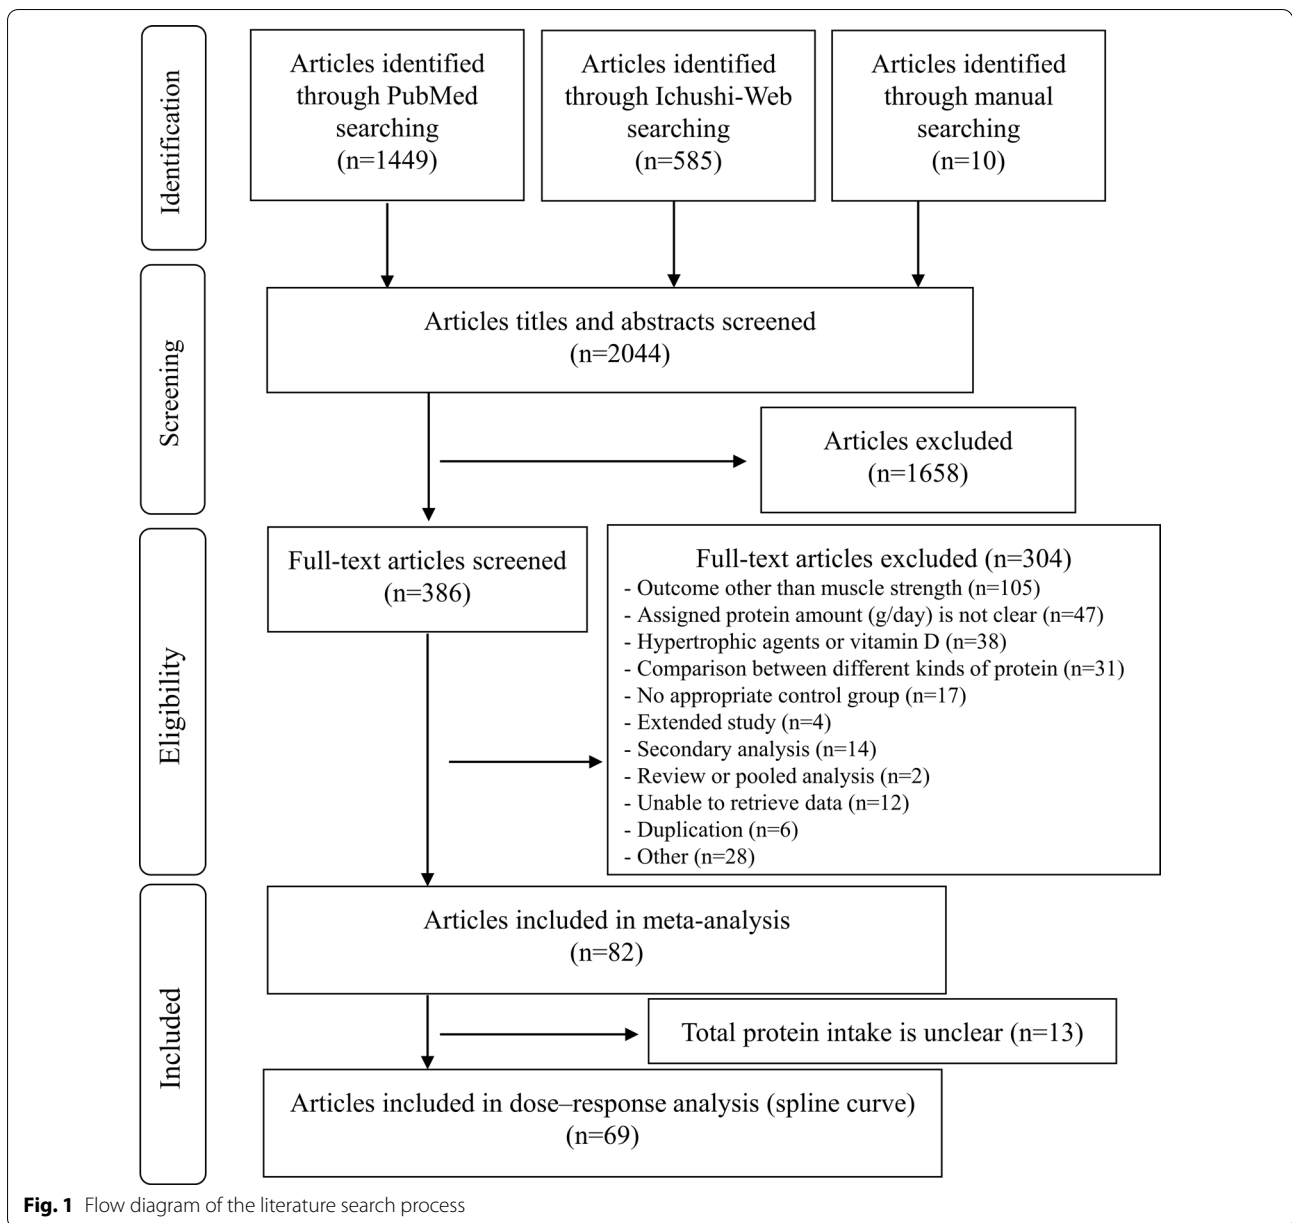 Identification
Articles identified
through PubMed
searching
(n=1449)
Articles identified
through Ichushi-Web
searching
(n=585)
Articles identified
through manual
searching
(n=10)
Screening
Articles titles and abstracts screened
(n=2044)
Articles excluded
(n=1658)
Eligibility
Full-text articles screened
(n=386)
Full-text articles excluded (n=304)
- Outcome other than muscle strength (n=105)
- Assigned protein amount (g/day) is not clear (n=47)
- Hypertrophic agents or vitamin D (n=38)
- Comparison between different kinds of protein (n=31)
- No appropriate control group (n=17)
- Extended study (n=4)
- Secondary analysis (n=14)
- Review or pooled analysis (n=2)
- Unable to retrieve data (n=12)
- Duplication (n=6)
- Other (n=28)
Included
Articles included in meta-analysis
(n=82)
Total protein intake is unclear (n=13)
Articles included in dose–response analysis (spline curve)
(n=69)
Fig. 1 Flow diagram of the literature search process